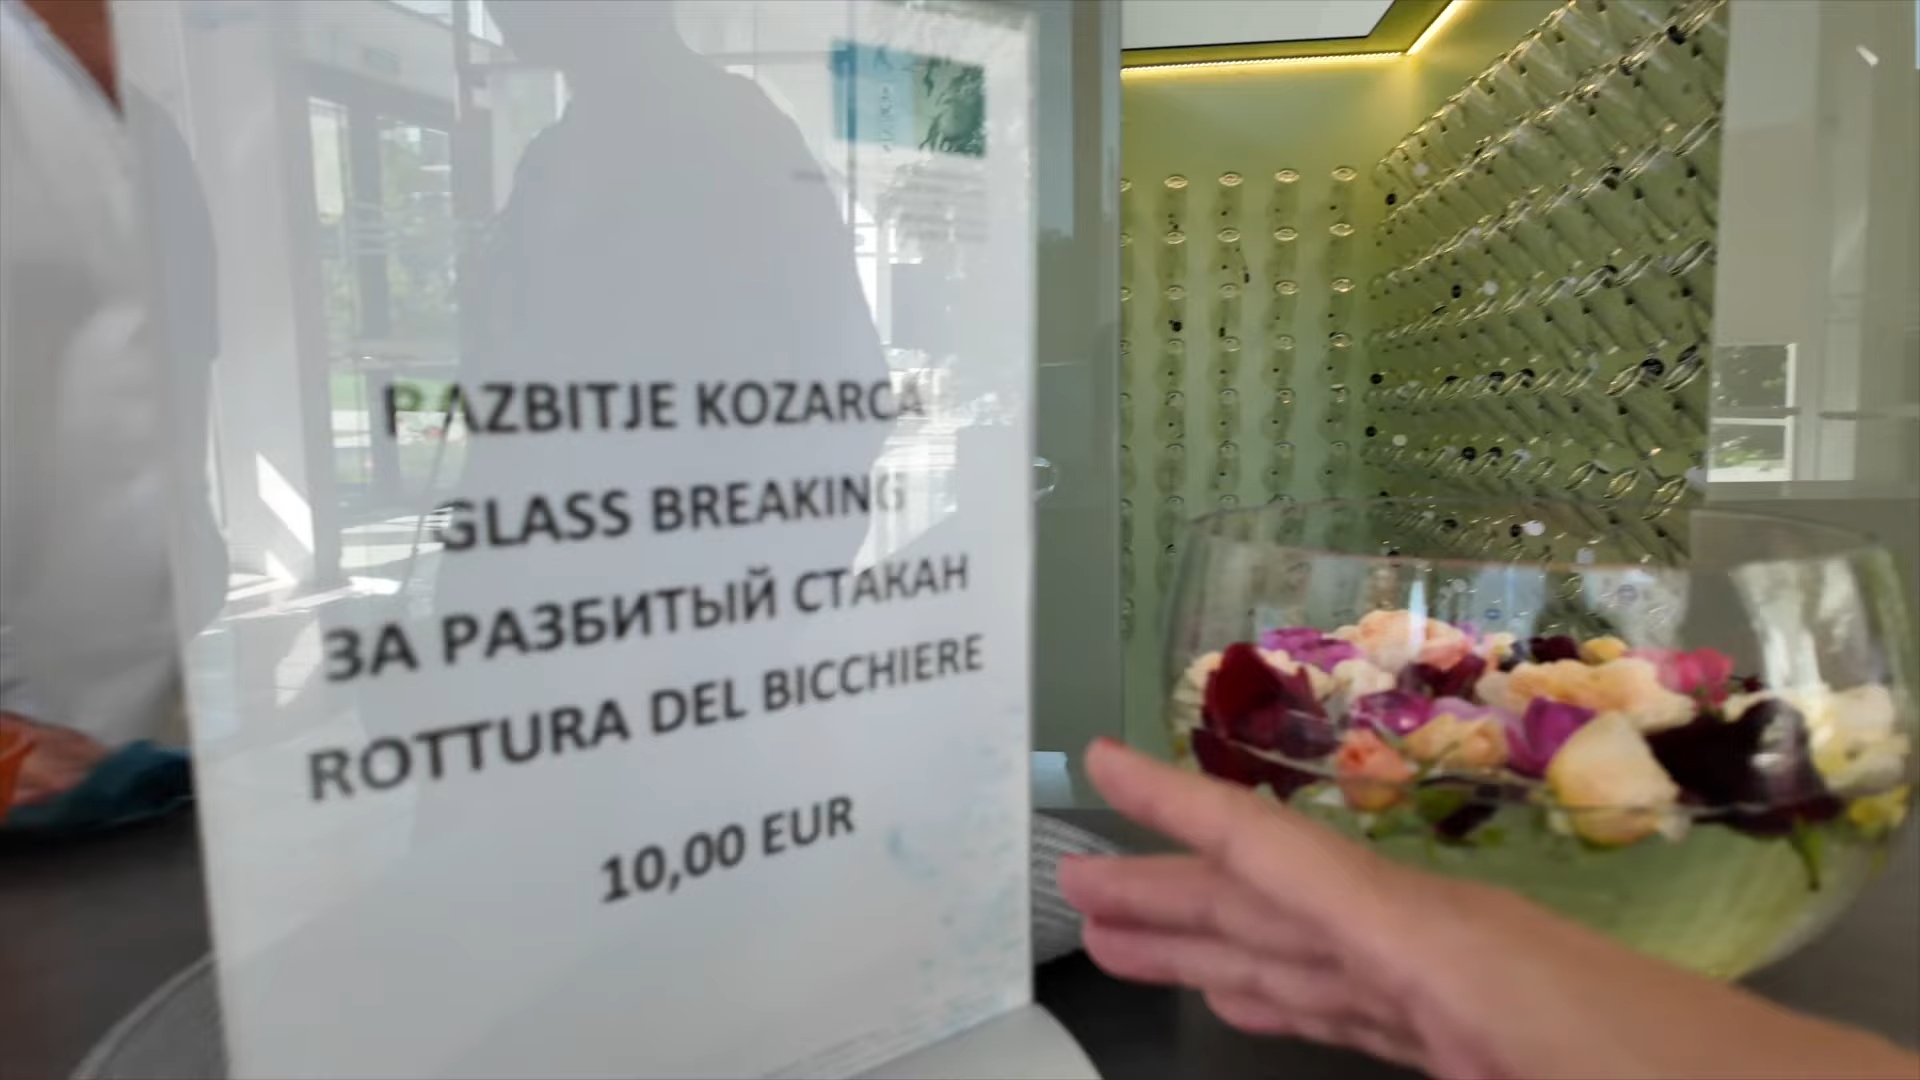 RAZBITJE KOZARCA
GLASS BREAKING
ЗА РАЗБИТЫЙ СТАКАН
ROTTURA DEL BICCHIERE
10,00 EUR